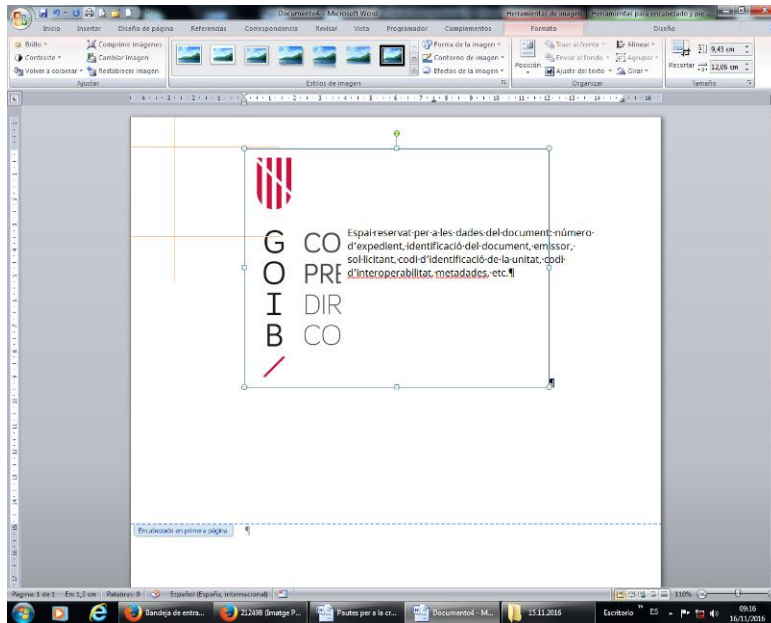 Documento4 - Microsoft Word
Herramientas de imagen
Herramientas para encabezado y pie
Inicio Insertar Diseño de página Referencias Correspondencia Revisar Vista Programador Complementos Formato Diseño
Brillo
Contraste
Volver a colorear
Comprimir imágenes
Cambiar imagen
Restablecer imagen
Ajustar
Estilos de imagen
Forma de la imagen
Contorno de imagen
Efectos de la imagen
Posición
Traer al frente
Enviar al fondo
Ajuste del texto
Alinear
Agrupar
Girar
Organizar
Recortar
9,43 cm
12,06 cm
Tamaño
G CO
O PRE
I DIR
B CO
Espai reservat per a les dades del document: número
d'expedient, identificació del document, emissor,
sol·licitant, codi d'identificació de la unitat, codi
d'interoperabilitat, metadades, etc.¶
Encabezado en primera página
Página: 1 de 1 En: 1,2 cm Palabras: 0 Español (España, internacional) 110%
Bandeja de entra... 212498 (Imatge P... Pautes per a la cr... Documento4 - M... 15.11.2016 Escritorio ES 09:16
16/11/2016